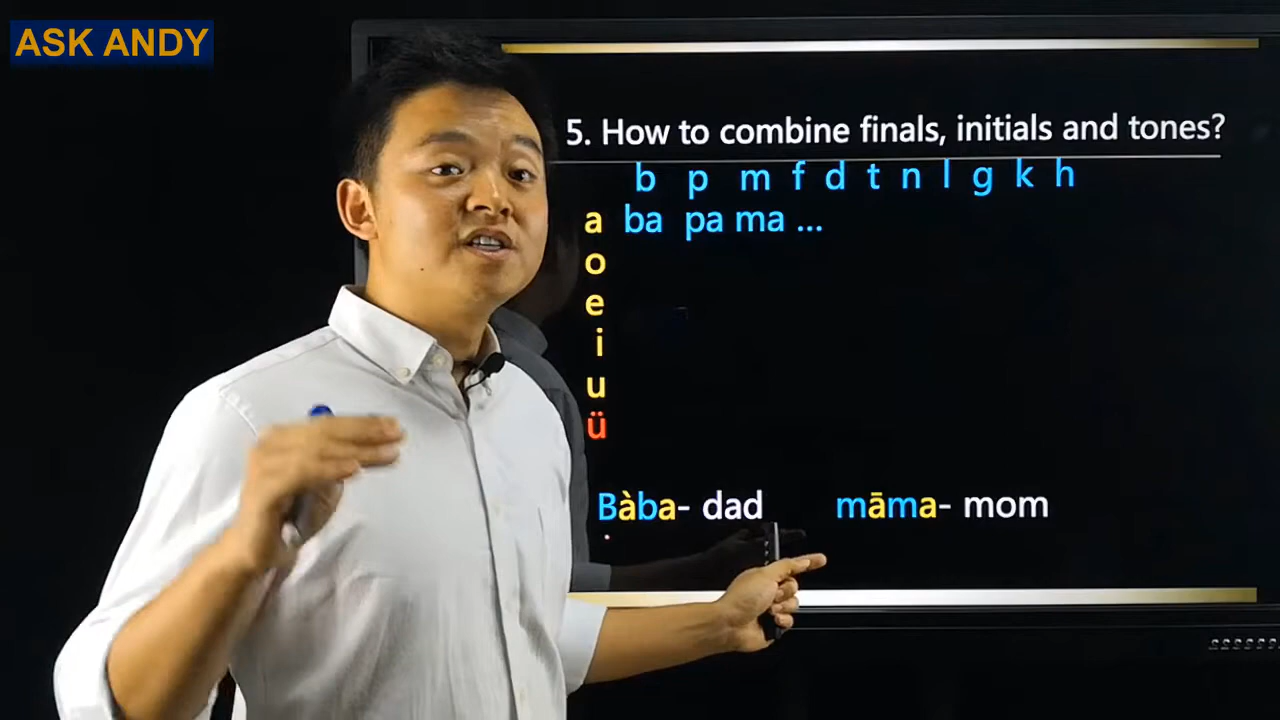 ASK ANDY
5. How to combine finals, initials and tones?
b p m f d t n l g k h
a ba pa ma ...
o
e
i
u
ü
Bàba- dad māma- mom